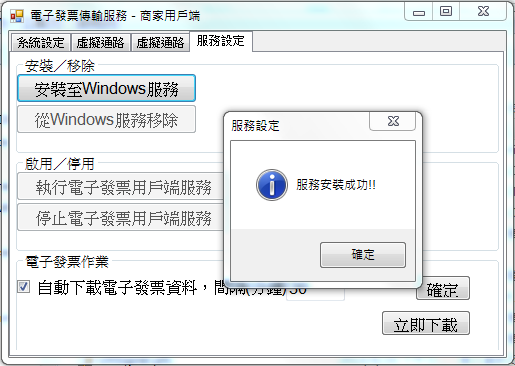 電子發票傳輸服務 - 商家用戶端
系統設定 虛擬通路 虛擬通路 服務設定
安裝／移除
安裝至Windows服務
從Windows服務移除
服務設定
服務安裝成功!!
確定
啟用／停用
執行電子發票用戶端服務
停止電子發票用戶端服務
電子發票作業
自動下載電子發票資料，間隔(分鐘) 30
確定
立即下載